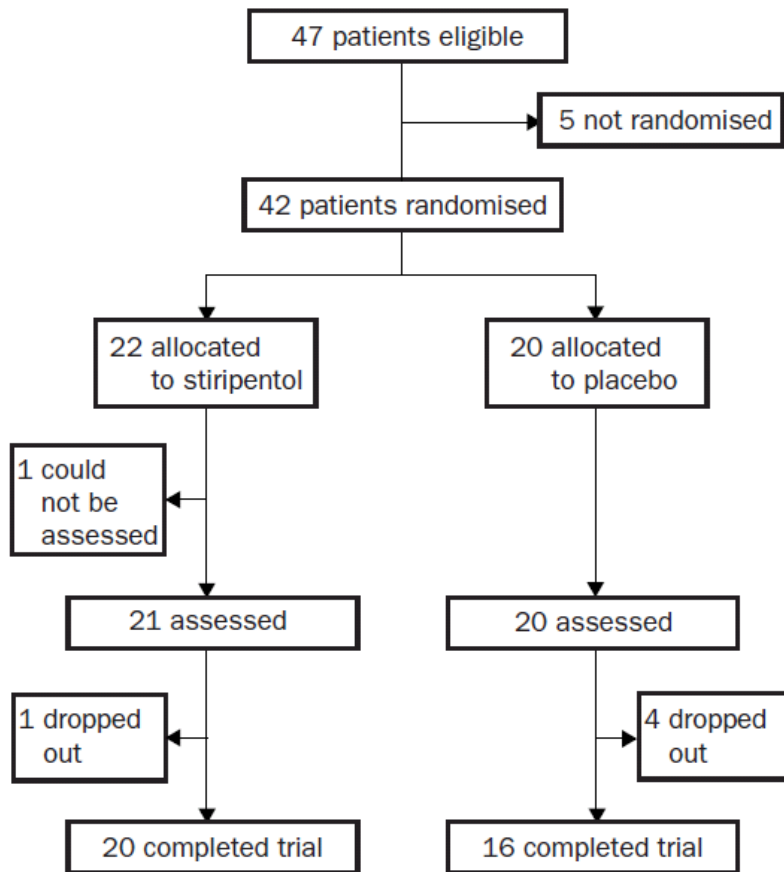 47 patients eligible
5 not randomised
42 patients randomised
22 allocated
to stiripentol
20 allocated
to placebo
1 could
not be
assessed
21 assessed
20 assessed
1 dropped
out
4 dropped
out
20 completed trial
16 completed trial